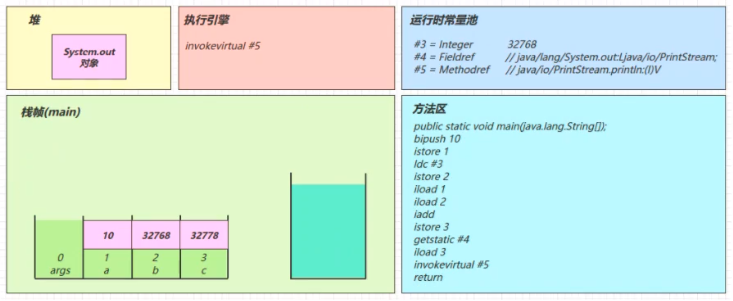 堆
System.out
对象
执行引擎
invokevirtual #5
运行时常量池
#3 = Integer 32768
#4 = Fieldref // java/lang/System.out:Ljava/io/PrintStream;
#5 = Methodref // java/io/PrintStream.println:(I)V
栈帧(main)
10 32768 32778
0 1 2 3
args a b c
方法区
public static void main(java.lang.String[]);
bipush 10
istore 1
ldc #3
istore 2
iload 1
iload 2
iadd
istore 3
getstatic #4
iload 3
invokevirtual #5
return